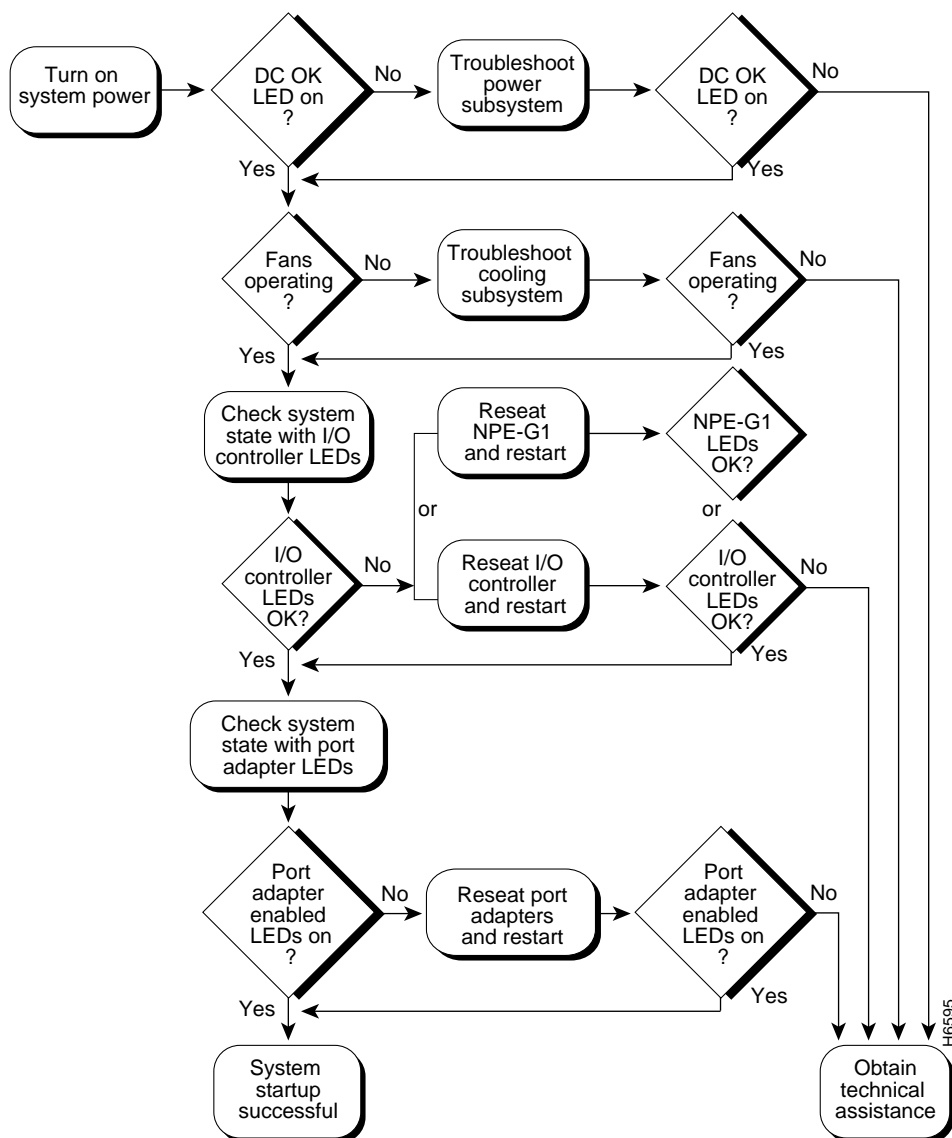 Turn on
system power
DC OK
LED on
?
No
Troubleshoot
power
subsystem
DC OK
LED on
?
No
Yes
Yes
Fans
operating
?
No
Troubleshoot
cooling
subsystem
Fans
operating
?
No
Yes
Yes
Check system
state with I/O
controller LEDs
Reseat
NPE-G1
and restart
NPE-G1
LEDs
OK?
or
or
I/O
controller
LEDs
OK?
No
Reseat I/O
controller
and restart
I/O
controller
LEDs
OK?
No
Yes
Yes
Check system
state with port
adapter LEDs
Port
adapter
enabled
LEDs on
?
No
Reseat port
adapters
and restart
Port
adapter
enabled
LEDs on
?
No
Yes
Yes
System
startup
successful
Obtain
technical
assistance
H6595